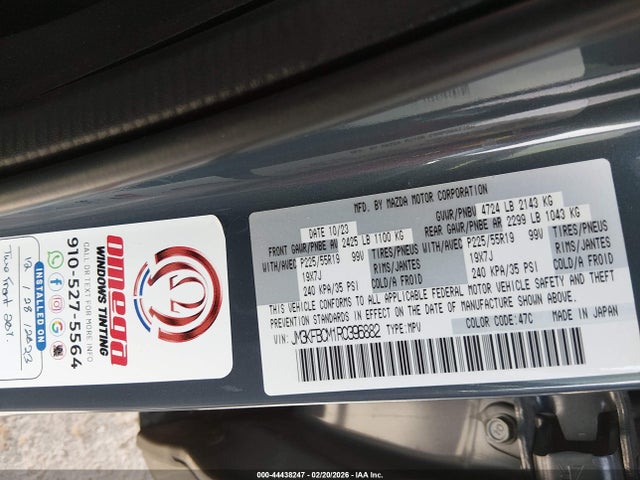 MFD. BY MAZDA MOTOR CORPORATION
DATE 10/23
GVWR/PNBV 4724 LB 2143 KG
FRONT GAWR/PNBE AV 2425 LB 1100 KG
REAR GAWR/PNBE AR 2299 LB 1043 KG
WITH/AVEC P225/55R19 99V TIRES/PNEUS
WITH/AVEC P225/55R19 99V TIRES/PNEUS
19X7J RIMS/JANTES
19X7J RIMS/JANTES
240 KPA/35 PSI COLD/A FROID
240 KPA/35 PSI COLD/A FROID
THIS VEHICLE CONFORMS TO ALL APPLICABLE FEDERAL MOTOR VEHICLE SAFETY AND THEFT
PREVENTION STANDARDS IN EFFECT ON THE DATE OF MANUFACTURE SHOWN ABOVE.
VIN: JM3KFBCM1R0396882 TYPE:MPV
COLOR CODE:47C MADE IN JAPAN
omega
WINDOWS TINTING
CALL OR TEXT FOR MORE INFO
910-527-5564
INSTALLED ON
12 / 28 / 2023
Two front
000-44438247 - 02/20/2026 - IAA Inc.